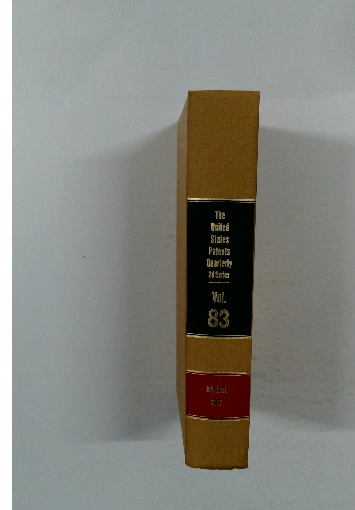 The
United
States
Patents
Quarterly
2d Series
Vol.
83